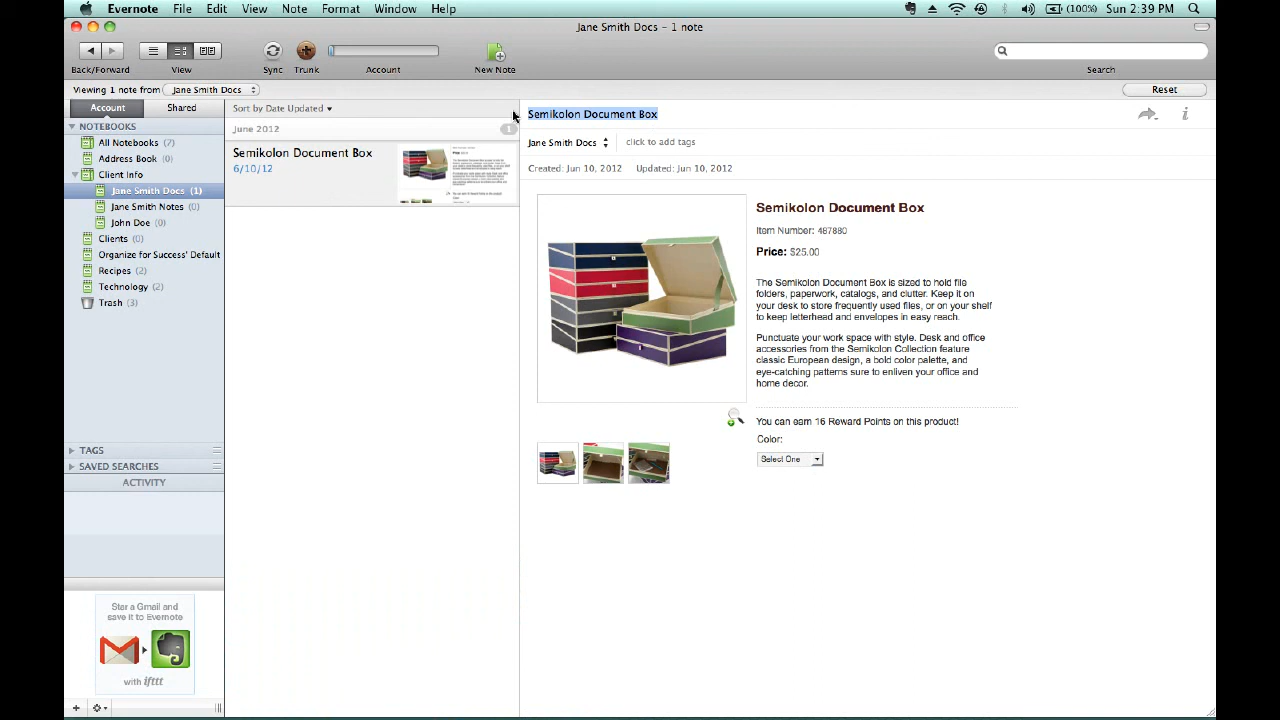 Evernote File Edit View Note Format Window Help (100%) Sun 2:39 PM
Jane Smith Docs – 1 note
Back/Forward View Sync Trunk Account New Note Search
Viewing 1 note from Jane Smith Docs Reset
Account Shared
NOTEBOOKS
All Notebooks (7)
Address Book (0)
Client Info
Jane Smith Docs (1)
Jane Smith Notes (0)
John Doe (0)
Clients (0)
Organize for Success' Default
Recipes (2)
Technology (2)
Trash (3)
TAGS
SAVED SEARCHES
ACTIVITY
Star a Gmail and
save it to Evernote
with ifttt
Sort by Date Updated
June 2012 1
Semikolon Document Box
6/10/12
Semikolon Document Box
Jane Smith Docs click to add tags
Created: Jun 10, 2012 Updated: Jun 10, 2012
Semikolon Document Box
Item Number: 487880
Price: $25.00
The Semikolon Document Box is sized to hold file
folders, paperwork, catalogs, and clutter. Keep it on
your desk to store frequently used files, or on your shelf
to keep letterhead and envelopes in easy reach.
Punctuate your work space with style. Desk and office
accessories from the Semikolon Collection feature
classic European design, a bold color palette, and
eye-catching patterns sure to enliven your office and
home decor.
You can earn 16 Reward Points on this product!
Color:
Select One